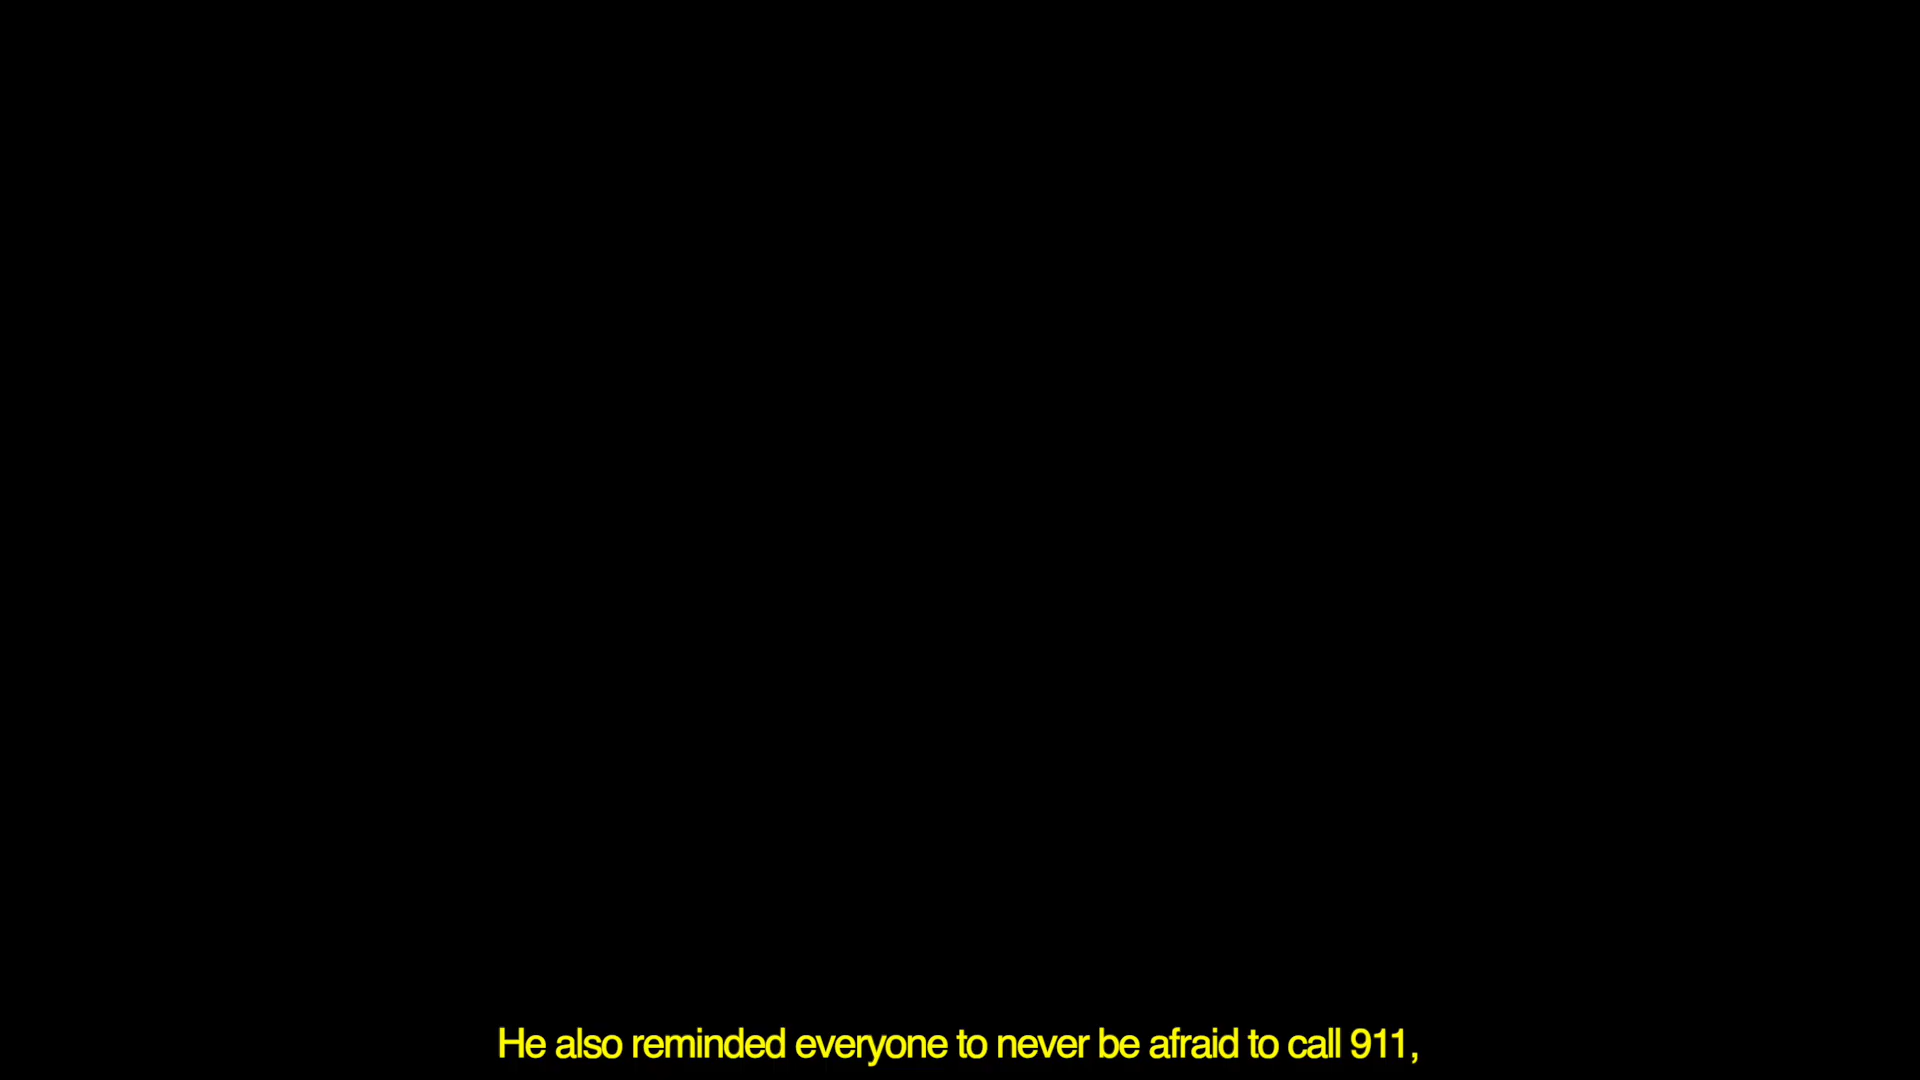 He also reminded everyone to never be afraid to call 911,